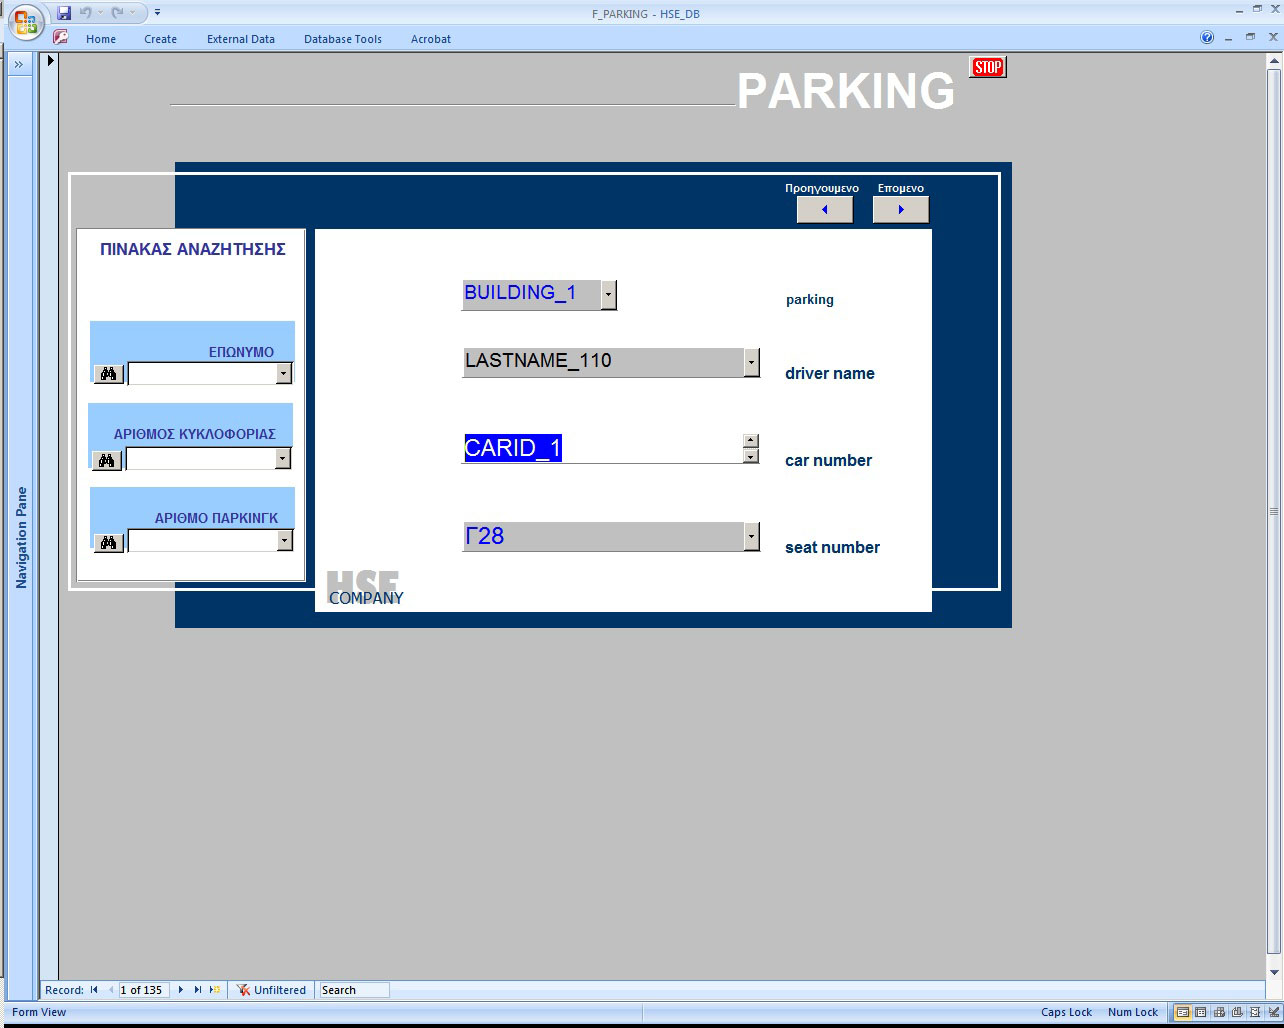 F_PARKING - HSE_DB
Home Create External Data Database Tools Acrobat
»
PARKING
STOP
Προηγουμενο Επομενο
ΠΙΝΑΚΑΣ ΑΝΑΖΗΤΗΣΗΣ
BUILDING_1 parking
ΕΠΩΝΥΜΟ
LASTNAME_110 driver name
ΑΡΙΘΜΟΣ ΚΥΚΛΟΦΟΡΙΑΣ
CARID_1 car number
ΑΡΙΘΜΟ ΠΑΡΚΙΝΓΚ
Γ28 seat number
HSE
COMPANY
Navigation Pane
Record: 1 of 135 Unfiltered Search
Form View Caps Lock Num Lock